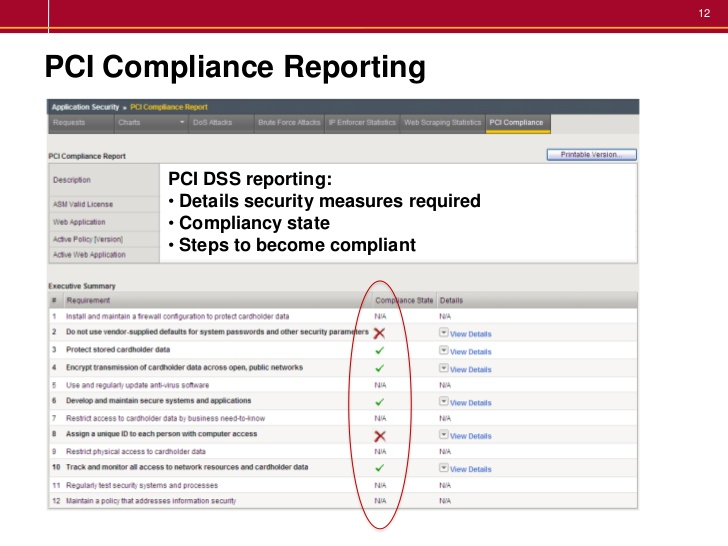 12
PCI Compliance Reporting
Application Security » PCI Compliance Report
Requests Charts DoS Attacks Brute Force Attacks IP Enforcer Statistics Web Scraping Statistics PCI Compliance
PCI Compliance Report Printable Version...
Description
ASM Valid License
Web Application
Active Policy [Version]
Active Web Application
PCI DSS reporting:
• Details security measures required
• Compliancy state
• Steps to become compliant
Executive Summary
# Requirement Compliance State Details
1 Install and maintain a firewall configuration to protect cardholder data N/A N/A
2 Do not use vendor-supplied defaults for system passwords and other security parameters View Details
3 Protect stored cardholder data View Details
4 Encrypt transmission of cardholder data across open, public networks View Details
5 Use and regularly update anti-virus software N/A N/A
6 Develop and maintain secure systems and applications View Details
7 Restrict access to cardholder data by business need-to-know N/A N/A
8 Assign a unique ID to each person with computer access View Details
9 Restrict physical access to cardholder data N/A N/A
10 Track and monitor all access to network resources and cardholder data View Details
11 Regularly test security systems and processes N/A N/A
12 Maintain a policy that addresses information security N/A N/A